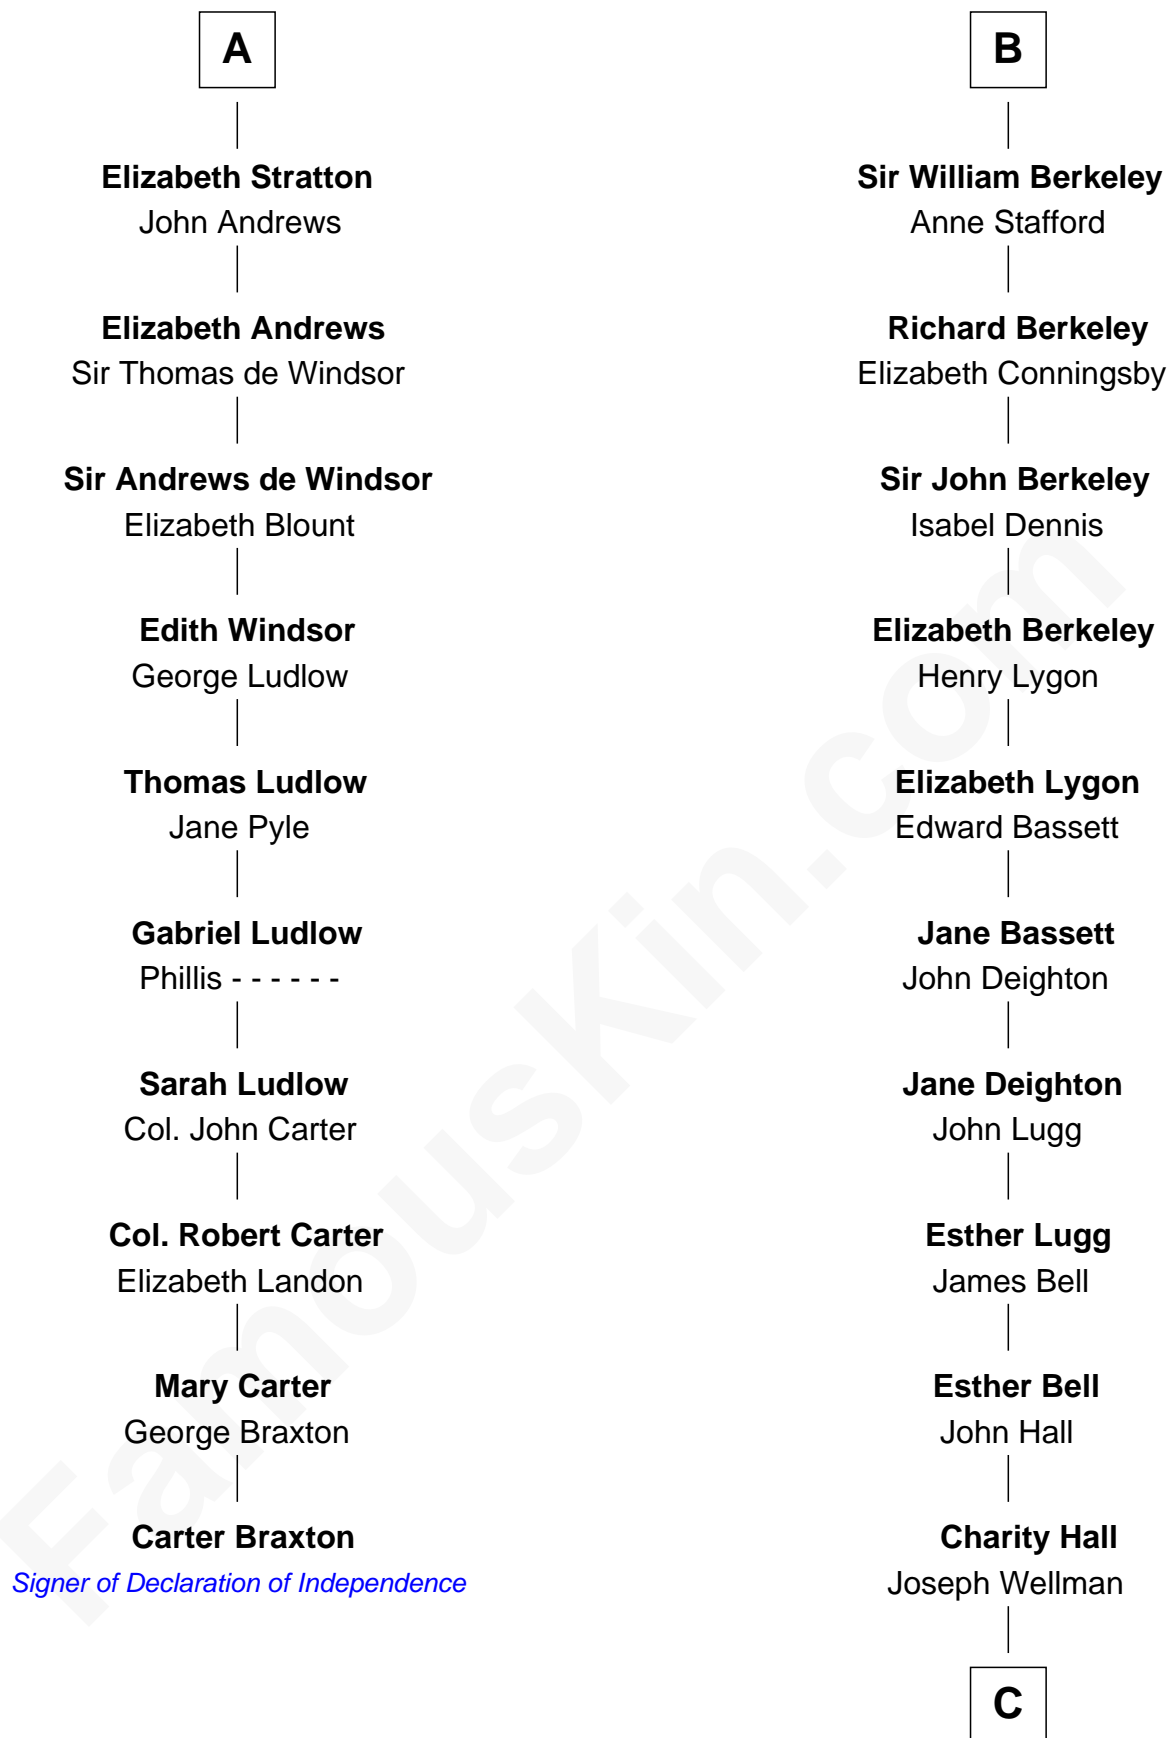 A
Elizabeth Stratton
John Andrews
Elizabeth Andrews
Sir Thomas de Windsor
Sir Andrews de Windsor
Elizabeth Blount
Edith Windsor
George Ludlow
Thomas Ludlow
Jane Pyle
Gabriel Ludlow
Phillis - - - - - -
Sarah Ludlow
Col. John Carter
Col. Robert Carter
Elizabeth Landon
Mary Carter
George Braxton
Carter Braxton
Signer of Declaration of Independence
B
Sir William Berkeley
Anne Stafford
Richard Berkeley
Elizabeth Conningsby
Sir John Berkeley
Isabel Dennis
Elizabeth Berkeley
Henry Lygon
Elizabeth Lygon
Edward Bassett
Jane Bassett
John Deighton
Jane Deighton
John Lugg
Esther Lugg
James Bell
Esther Bell
John Hall
Charity Hall
Joseph Wellman
C
FamousKin.com